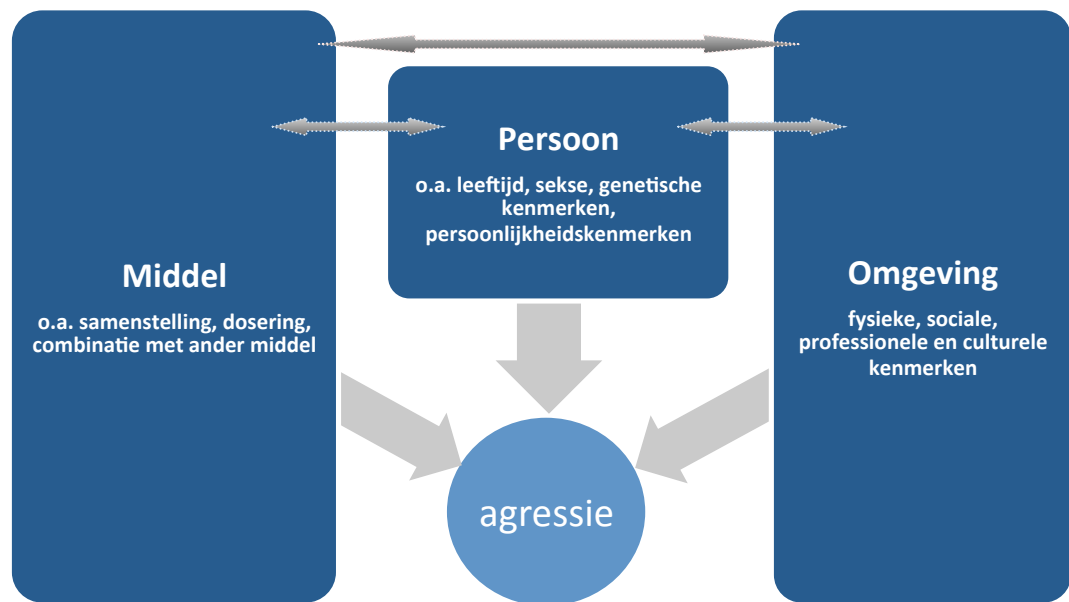 Persoon
o.a. leeftijd, sekse, genetische
kenmerken,
persoonlijkheidskenmerken
Middel
o.a. samenstelling, dosering,
combinatie met ander middel
Omgeving
fysieke, sociale,
professionele en culturele
kenmerken
agressie